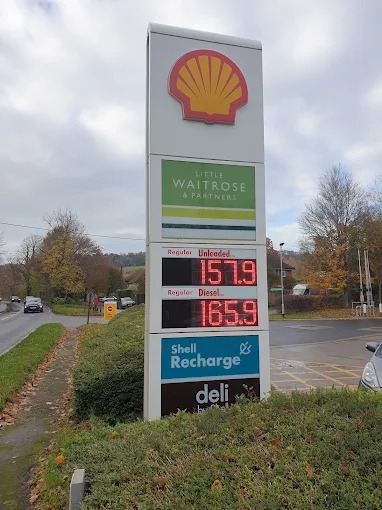 LITTLE
WAITROSE
& PARTNERS
Regular Unleaded
157.9
Regular Diesel
165.9
Shell
Recharge
deli